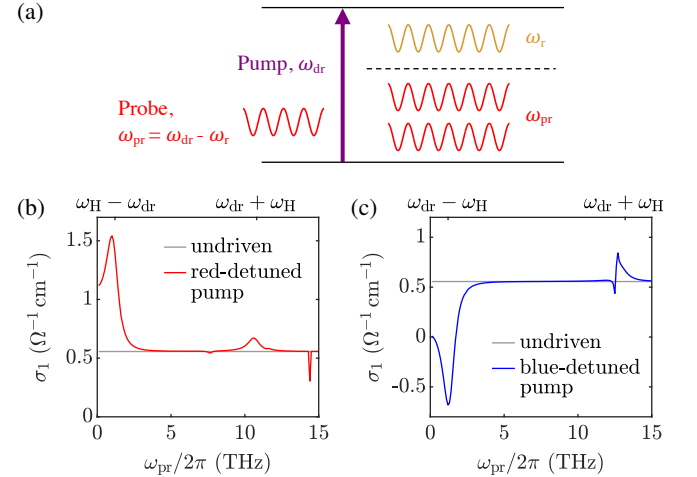 (a)
Pump, ω_dr
Probe,
ω_pr = ω_dr - ω_r
ω_r
ω_pr
(b)
ω_H − ω_dr
ω_dr + ω_H
1.5
1
0.5
0
σ_1 (Ω^−1 cm^−1)
undriven
red-detuned
pump
0
5
10
15
ω_pr/2π (THz)
(c)
ω_dr − ω_H
ω_dr + ω_H
1
0.5
0
-0.5
σ_1 (Ω^−1 cm^−1)
undriven
blue-detuned
pump
0
5
10
15
ω_pr/2π (THz)